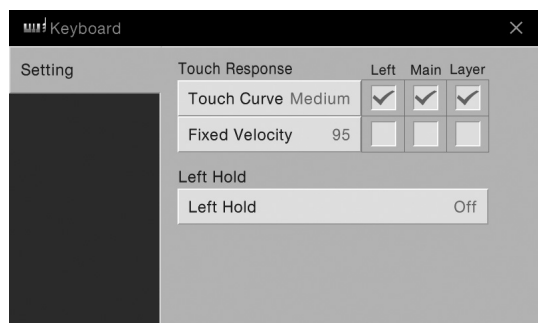 Keyboard
Setting
Touch Response Left Main Layer
Touch Curve Medium
Fixed Velocity 95
Left Hold
Left Hold Off